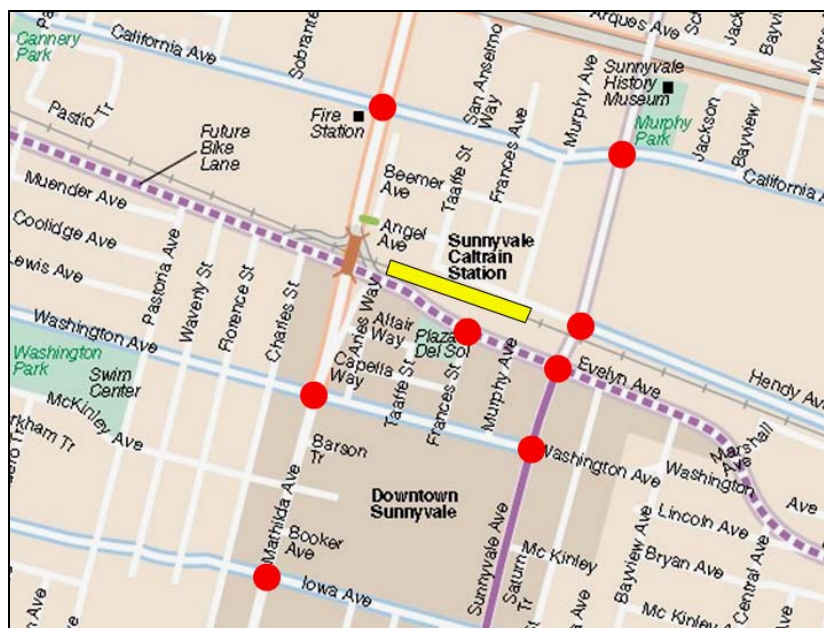 Cannery
Park
California Ave
Sobrante
San Anselmo
Way
Arques Ave
Bayview
Sunnyvale
History
Museum
Murphy
Park
Jackson
Bayview
California A
Pastio Tr
Future
Bike
Lane
Fire
Station
Beemer
Ave
Taaffe St
Frances Ave
Murphy Ave
Angel
Ave
Sunnyvale
Caltrain
Station
Muender Ave
Coolidge Ave
Lewis Ave
Pastoria Ave
Waverly St
Florence St
Charles St
Washington Ave
Washington
Park
Swim
Center
McKinley Ave
rkham Tr
Aries Way
Altair
Way
Capella
Way
Plaza
Del Sol
Taaffe St
Frances St
Murphy Ave
Evelyn Ave
Hendy Ave
Marshall
Ave
Washington Ave
Washington
Ave
Barson
Tr
Downtown
Sunnyvale
Mathilda Ave
Booker
Ave
Iowa Ave
Sunnyvale Ave
Saturn
Tr
Mc Kinley
Bayview Ave
Lincoln Ave
Bryan Ave
Central Ave
Mc Kinley A